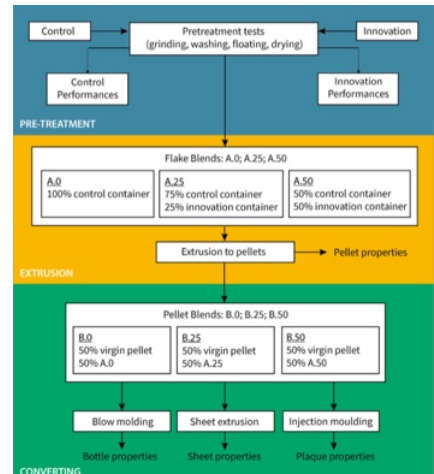 Control
Pretreatment tests
(grinding, washing, floating, drying)
Innovation
Control
Performances
Innovation
Performances
PRE-TREATMENT
Flake Blends: A.0; A.25; A.50
A.0
100% control container
A.25
75% control container
25% innovation container
A.50
50% control container
50% innovation container
Extrusion to pellets
Pellet properties
EXTRUSION
Pellet Blends: B.0; B.25; B.50
B.0
50% virgin pellet
50% A.0
B.25
50% virgin pellet
50% A.25
B.50
50% virgin pellet
50% A.50
Blow molding
Sheet extrusion
Injection moulding
Bottle properties
Sheet properties
Plaque properties
CONVERTING